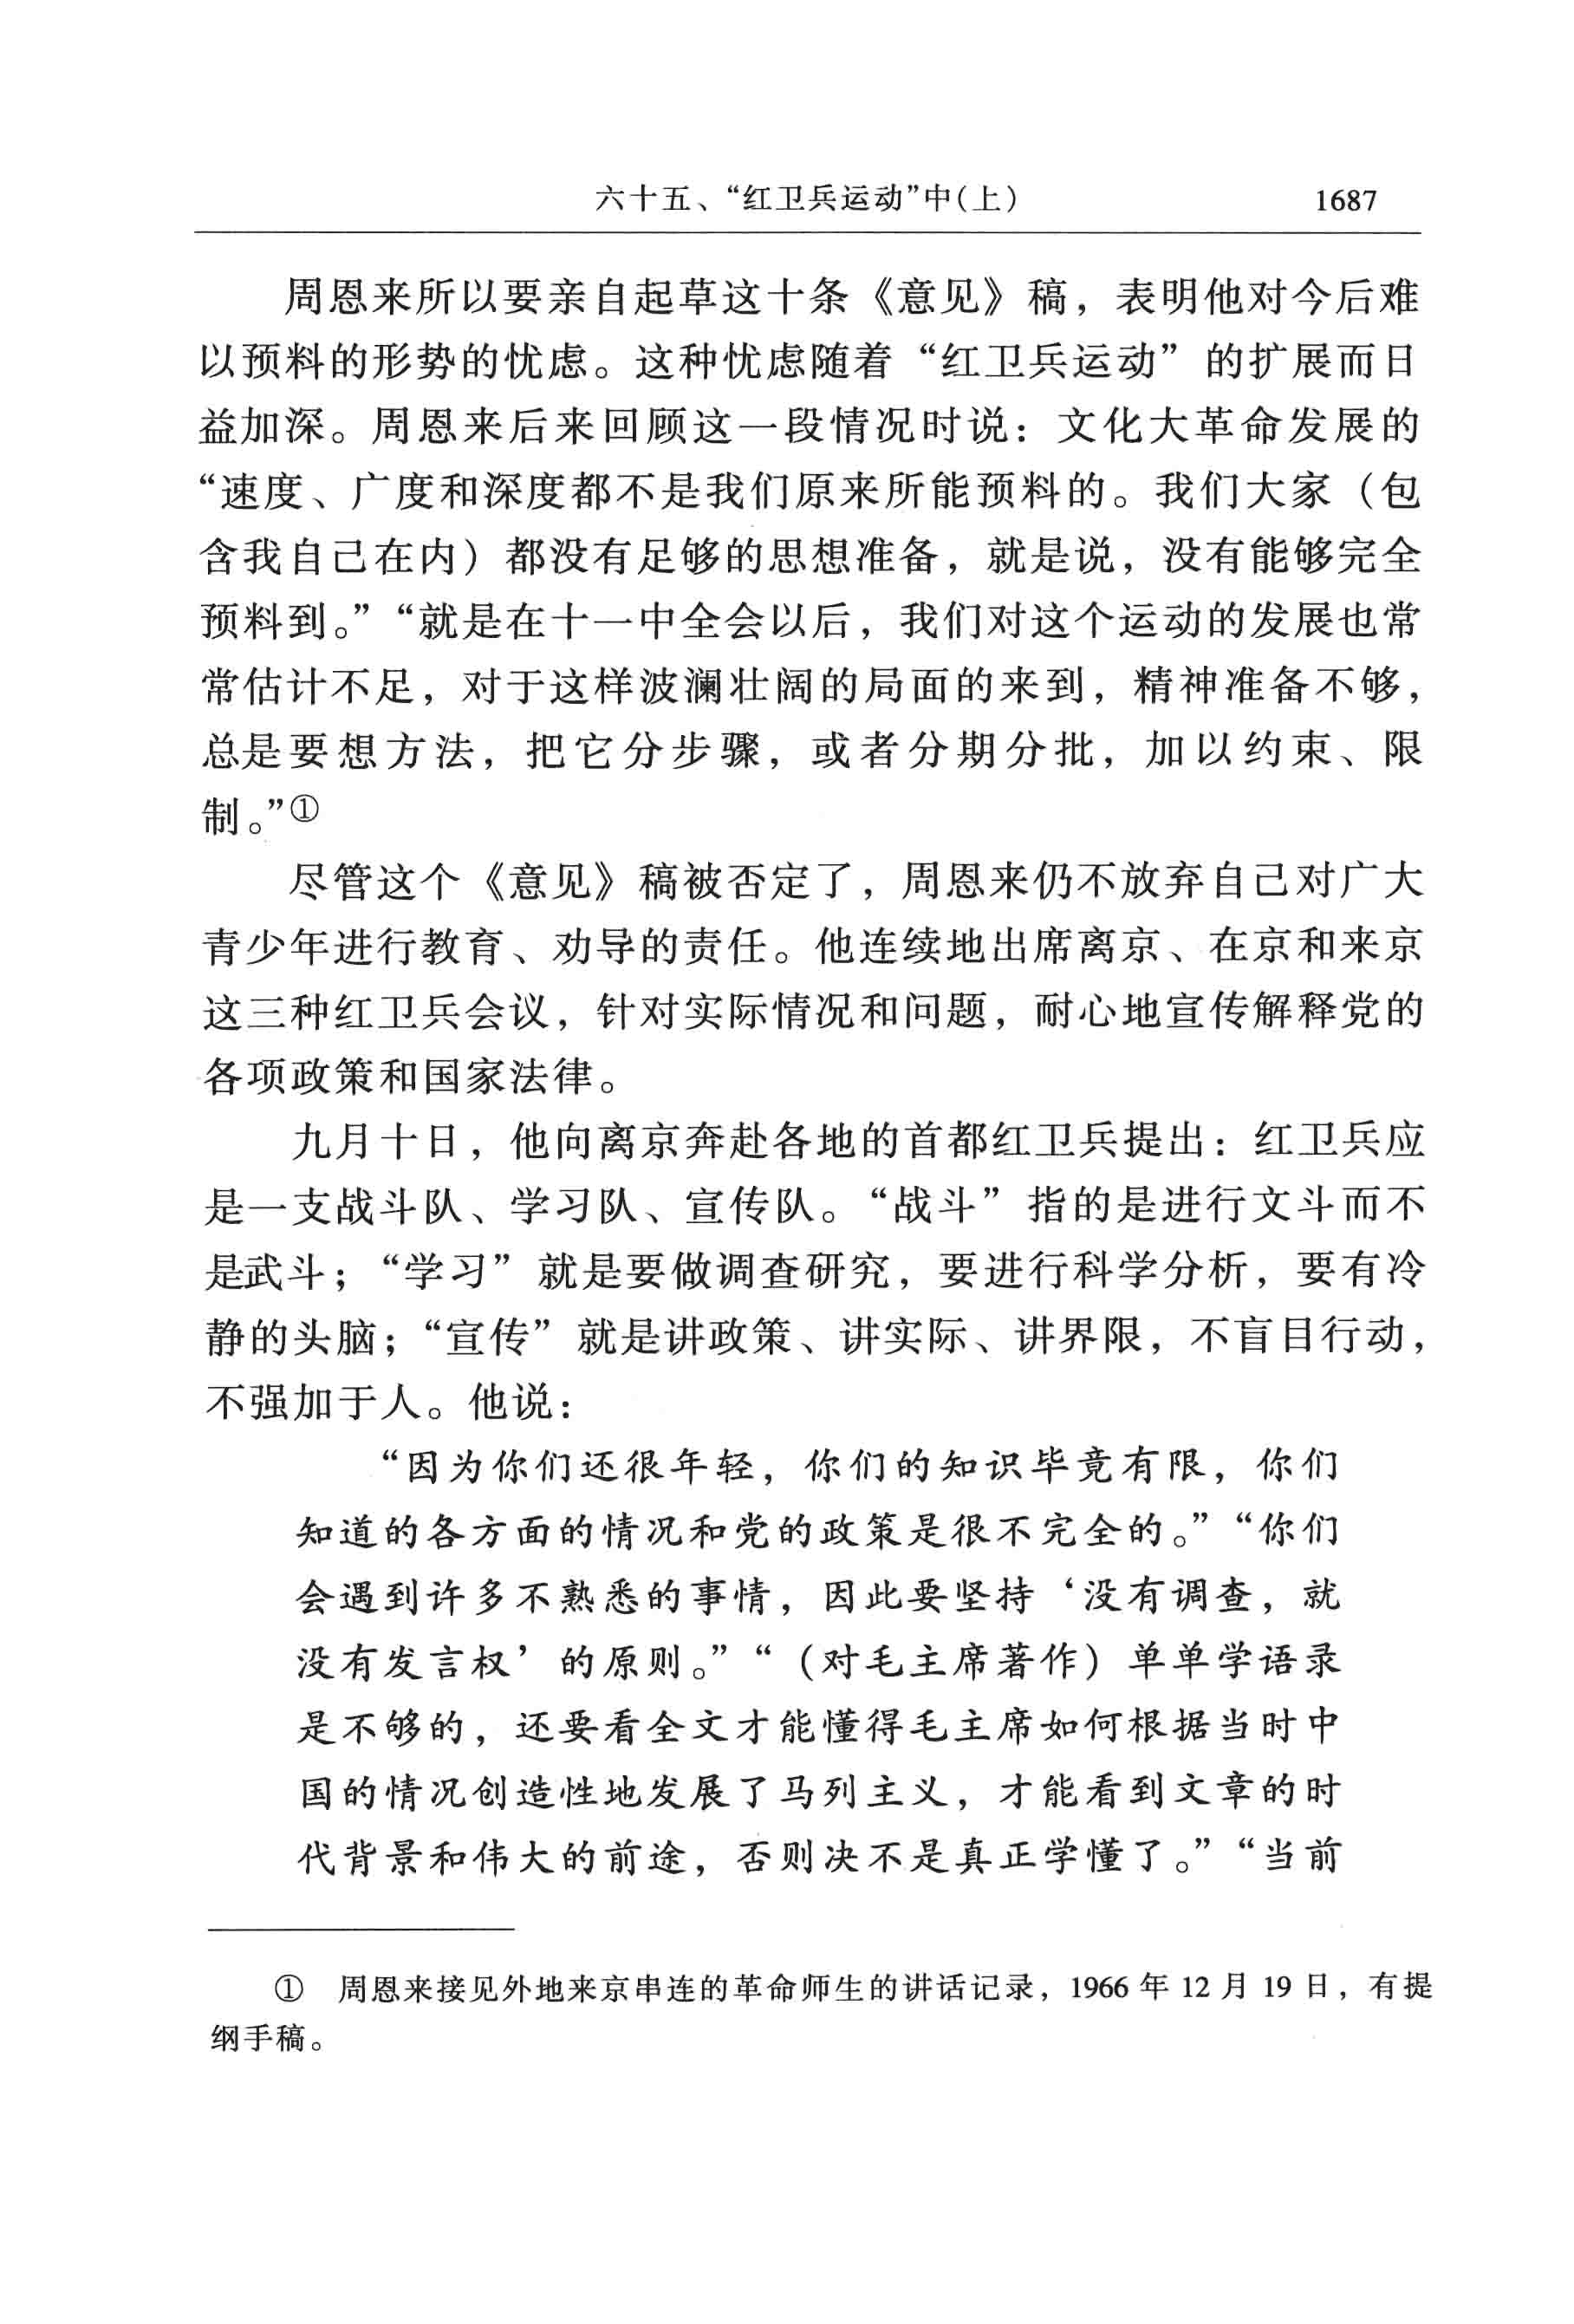 六十五、“红卫兵运动”中(上) 1687
周恩来所以要亲自起草这十条《意见》稿，表明他对今后难
以预料的形势的忧虑。这种忧虑随着“红卫兵运动”的扩展而日
益加深。周恩来后来回顾这一段情况时说：文化大革命发展的
“速度、广度和深度都不是我们原来所能预料的。我们大家（包
含我自己在内）都没有足够的思想准备，就是说，没有能够完全
预料到。”“就是在十一中全会以后，我们对这个运动的发展也常
常估计不足，对于这样波澜壮阔的局面的来到，精神准备不够，
总是要想方法，把它分步骤，或者分期分批，加以约束、限
制。”①
尽管这个《意见》稿被否定了，周恩来仍不放弃自己对广大
青少年进行教育、劝导的责任。他连续地出席离京、在京和来京
这三种红卫兵会议，针对实际情况和问题，耐心地宣传解释党的
各项政策和国家法律。
九月十日，他向离京奔赴各地的首都红卫兵提出：红卫兵应
是一支战斗队、学习队、宣传队。“战斗”指的是进行文斗而不
是武斗；“学习”就是要做调查研究，要进行科学分析，要有冷
静的头脑；“宣传”就是讲政策、讲实际、讲界限，不盲目行动，
不强加于人。他说：
“因为你们还很年轻，你们的知识毕竟有限，你们
知道的各方面的情况和党的政策是很不完全的。”“你们
会遇到许多不熟悉的事情，因此要坚持‘没有调查，就
没有发言权’的原则。”“（对毛主席著作）单单学语录
是不够的，还要看全文才能懂得毛主席如何根据当时中
国的情况创造性地发展了马列主义，才能看到文章的时
代背景和伟大的前途，否则决不是真正学懂了。”“当前
① 周恩来接见外地来京串连的革命师生的讲话记录，1966年12月19日，有提
纲手稿。